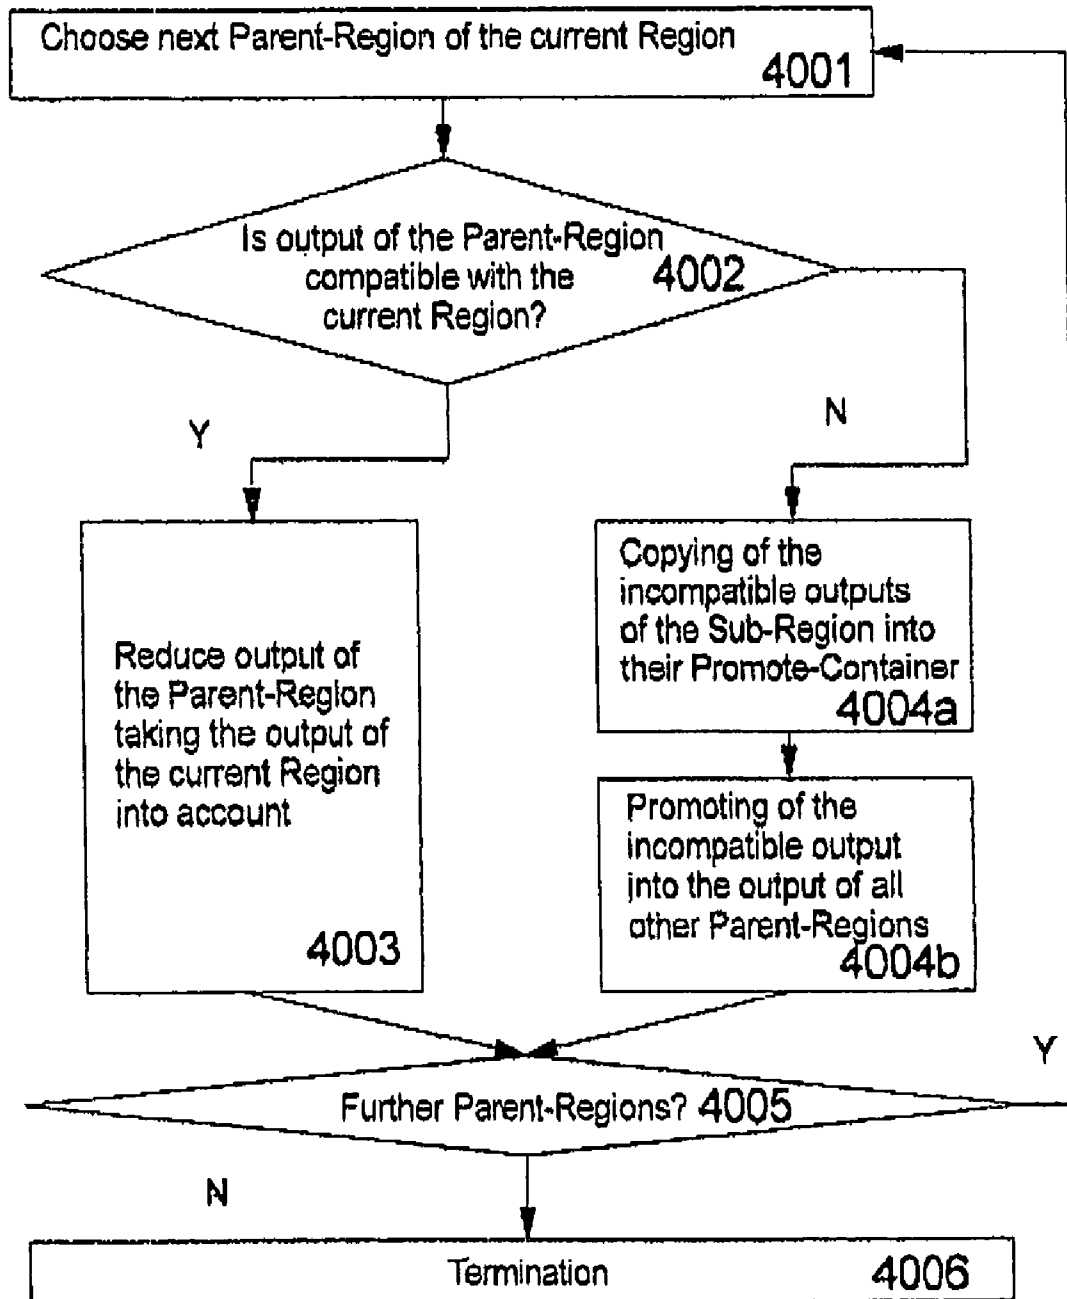 Choose next Parent-Region of the current Region
4001
Is output of the Parent-Region
compatible with the
current Region?
4002
Y
N
Reduce output of
the Parent-Region
taking the output of
the current Region
into account
4003
Copying of the
incompatible outputs
of the Sub-Region into
their Promote-Container
4004a
Promoting of the
incompatible output
into the output of all
other Parent-Regions
4004b
Further Parent-Regions? 4005
Y
N
Termination
4006